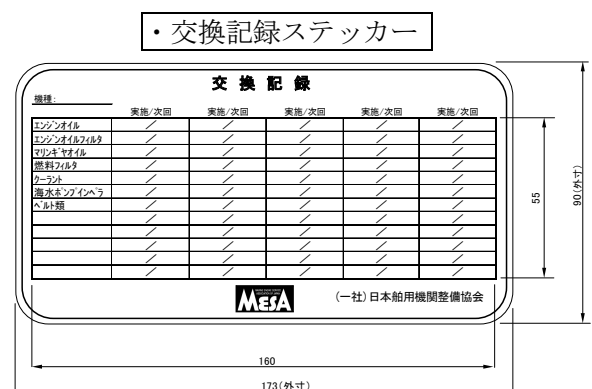 ・交換記録ステッカー
交換記録
機種:
実施/次回 実施/次回 実施/次回 実施/次回 実施/次回
エンジンオイル / / / / /
エンジンオイルフィルタ / / / / /
マリンギヤオイル / / / / /
燃料フィルタ / / / / /
クーラント / / / / /
海水ポンプインペラ / / / / /
ベルト類 / / / / /
/ / / / /
/ / / / /
/ / / / /
/ / / / /
/ / / / /
55
90(外寸)
MESA (一社)日本舶用機関整備協会
160
173(外寸)